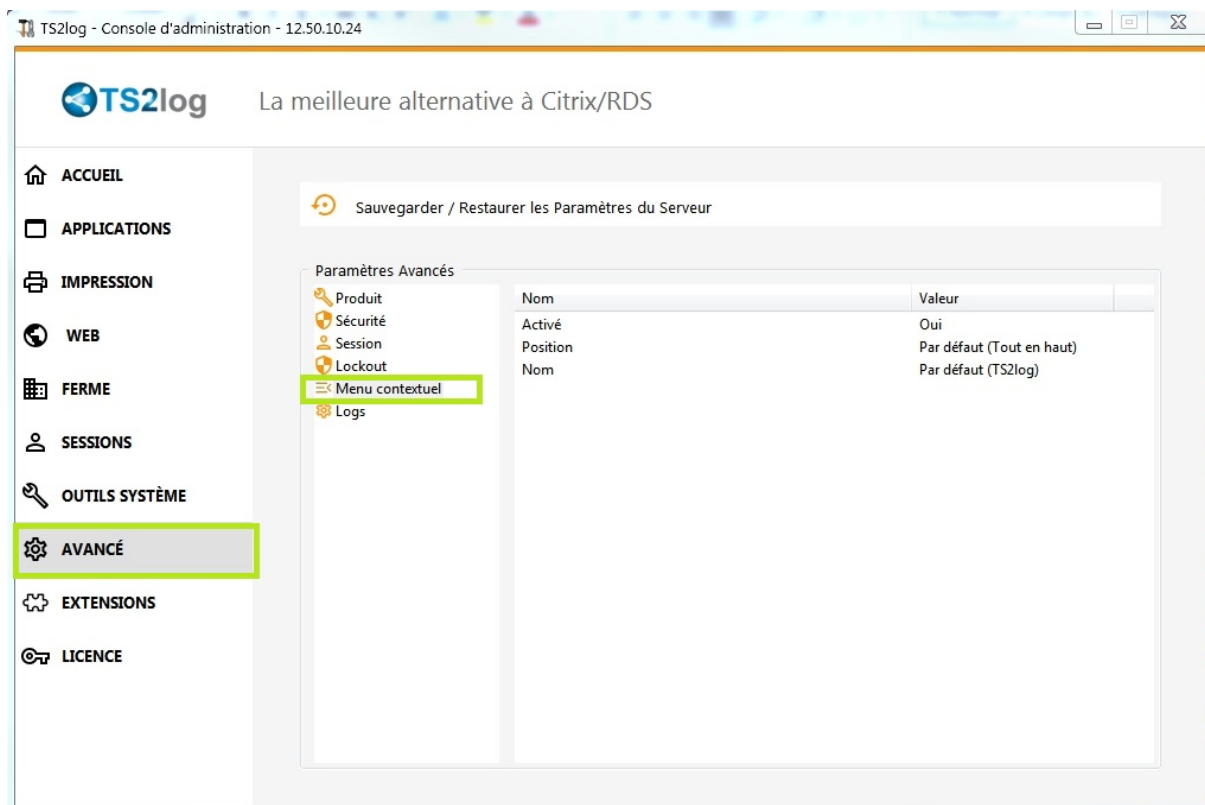 TS2log - Console d'administration - 12.50.10.24
TS2log
La meilleure alternative à Citrix/RDS
ACCUEIL
APPLICATIONS
IMPRESSION
WEB
FERME
SESSIONS
OUTILS SYSTÈME
AVANCÉ
EXTENSIONS
LICENCE
Sauvegarder / Restaurer les Paramètres du Serveur
Paramètres Avancés
Produit
Sécurité
Session
Lockout
Menu contextuel
Logs
Nom Valeur
Activé Oui
Position Par défaut (Tout en haut)
Nom Par défaut (TS2log)